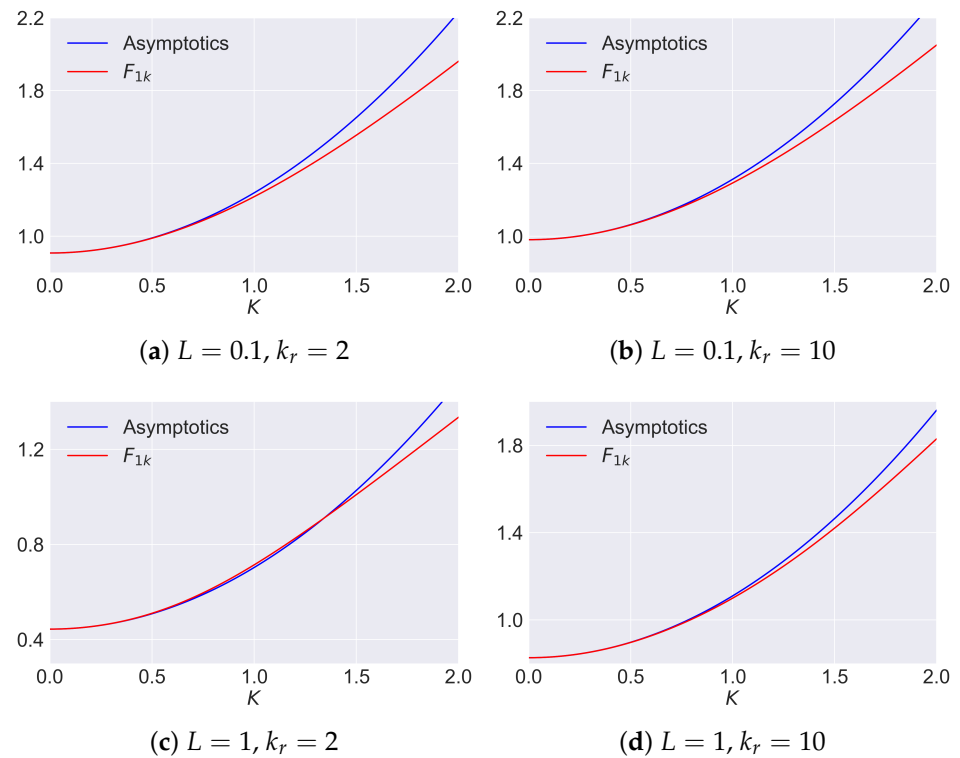 2.2
1.8
1.4
1.0
Asymptotics
F1k
0.0 0.5 1.0 1.5 2.0
K
(a) L = 0.1, kr = 2
2.2
1.8
1.4
1.0
Asymptotics
F1k
0.0 0.5 1.0 1.5 2.0
K
(b) L = 0.1, kr = 10
1.2
0.8
0.4
Asymptotics
F1k
0.0 0.5 1.0 1.5 2.0
K
(c) L = 1, kr = 2
1.8
1.4
1.0
Asymptotics
F1k
0.0 0.5 1.0 1.5 2.0
K
(d) L = 1, kr = 10